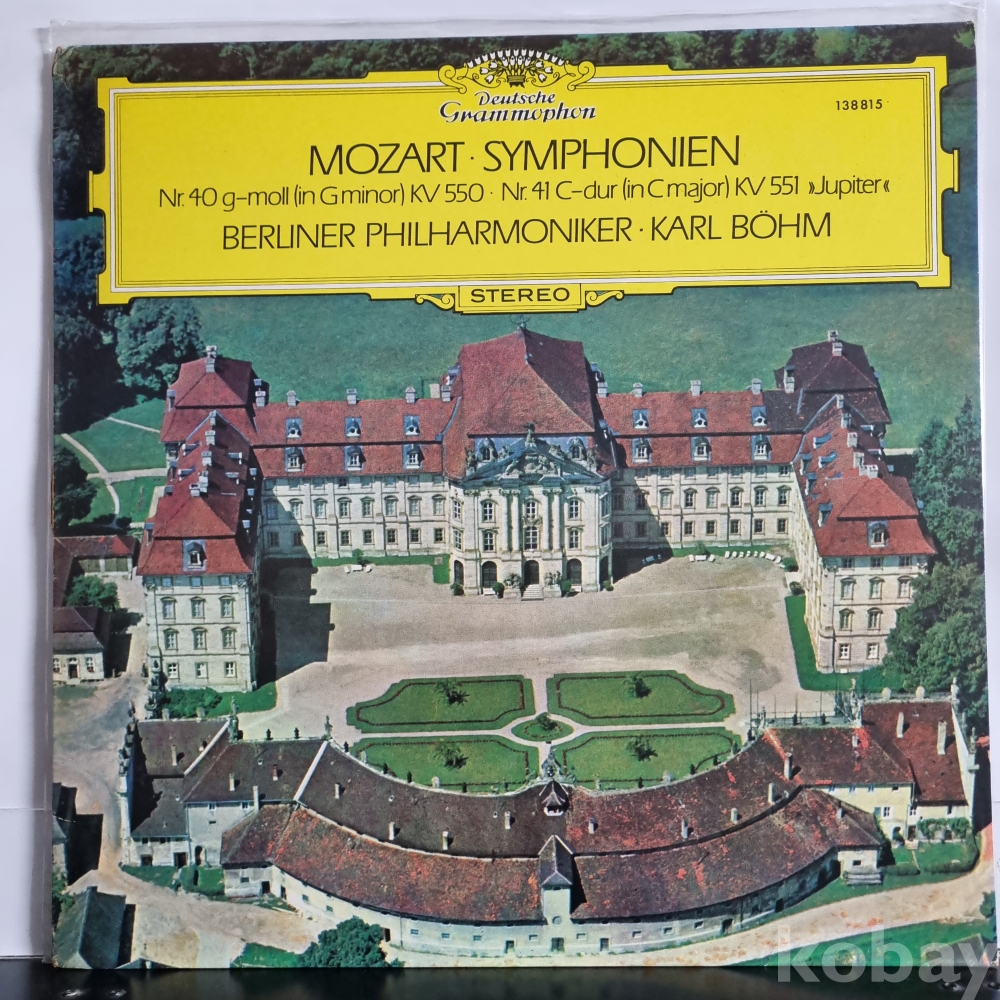 Deutsche
Grammophon
138815
MOZART · SYMPHONIEN
Nr. 40 g-moll (in G minor) KV 550 · Nr. 41 C-dur (in C major) KV 551 »Jupiter«
BERLINER PHILHARMONIKER · KARL BÖHM
STEREO
kobay